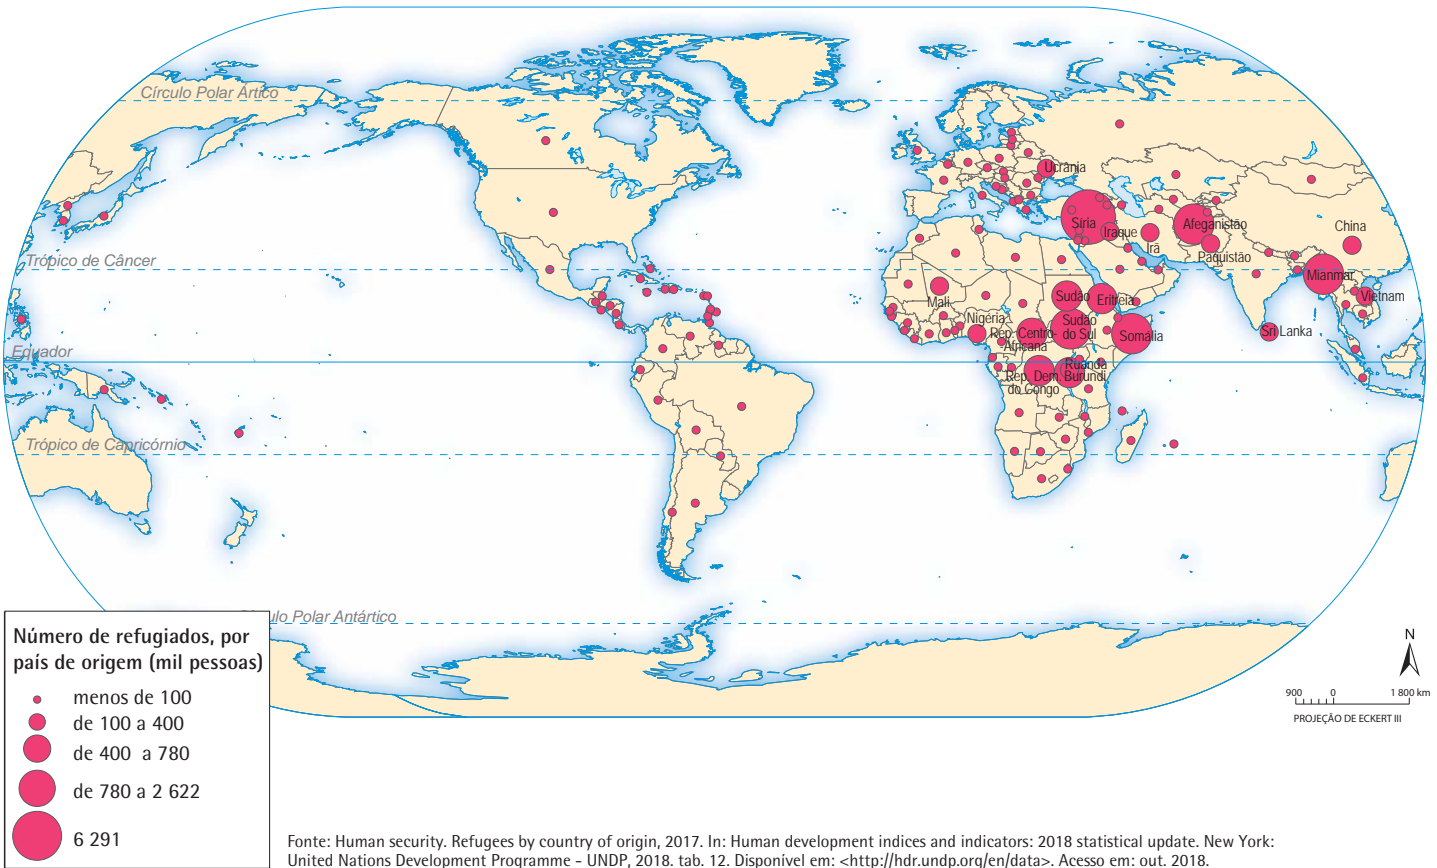 Círculo Polar Ártico
Ucrânia
Síria
Iraque
Irã
Afeganistão
Paquistão
China
Trópico de Câncer
Mianmar
Vietnam
Mali
Sudão
Eritreia
Nigéria
Rep. Centro-
Africana
Sudão
do Sul
Somália
Sri Lanka
Equador
Ruanda
Rep. Dem.
do Congo
Burundi
Trópico de Capricórnio
ulo Polar Antártico
Número de refugiados, por
país de origem (mil pessoas)
menos de 100
de 100 a 400
de 400 a 780
de 780 a 2 622
6 291
N
900 0 1 800 km
PROJEÇÃO DE ECKERT III
Fonte: Human security. Refugees by country of origin, 2017. In: Human development indices and indicators: 2018 statistical update. New York:
United Nations Development Programme - UNDP, 2018. tab. 12. Disponível em: <http://hdr.undp.org/en/data>. Acesso em: out. 2018.